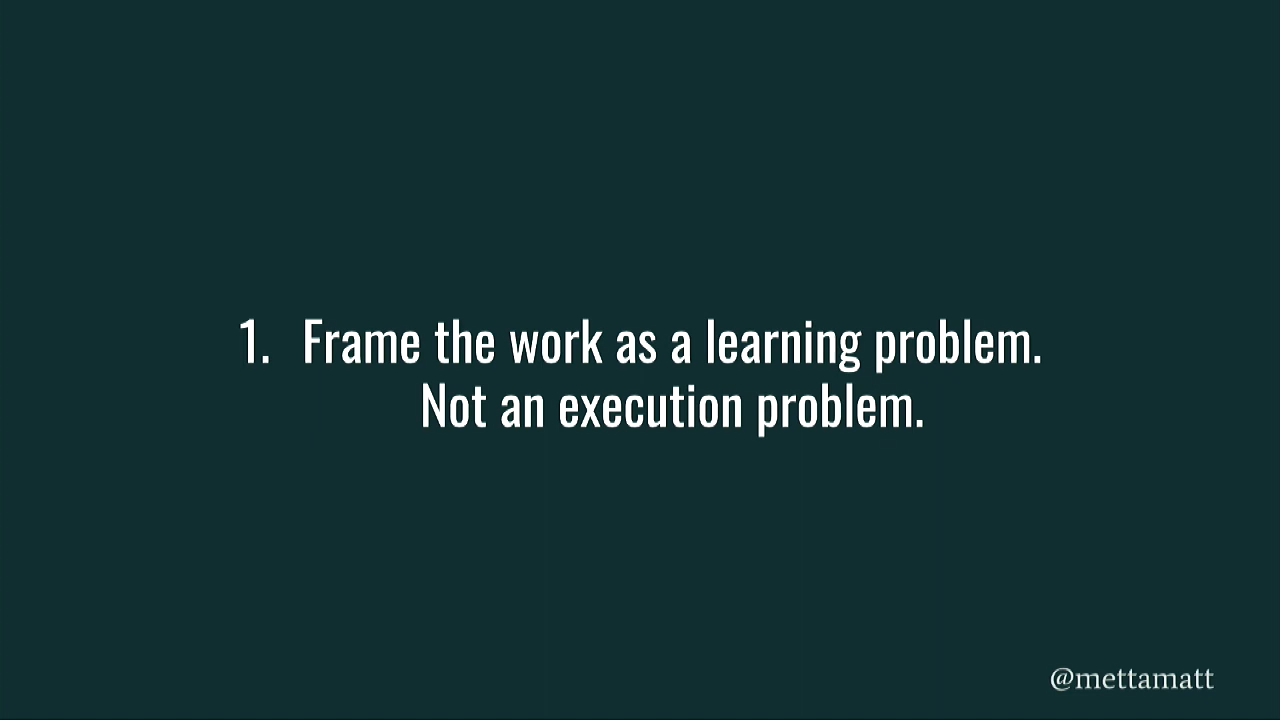 1. Frame the work as a learning problem.
Not an execution problem.
@mettamatt